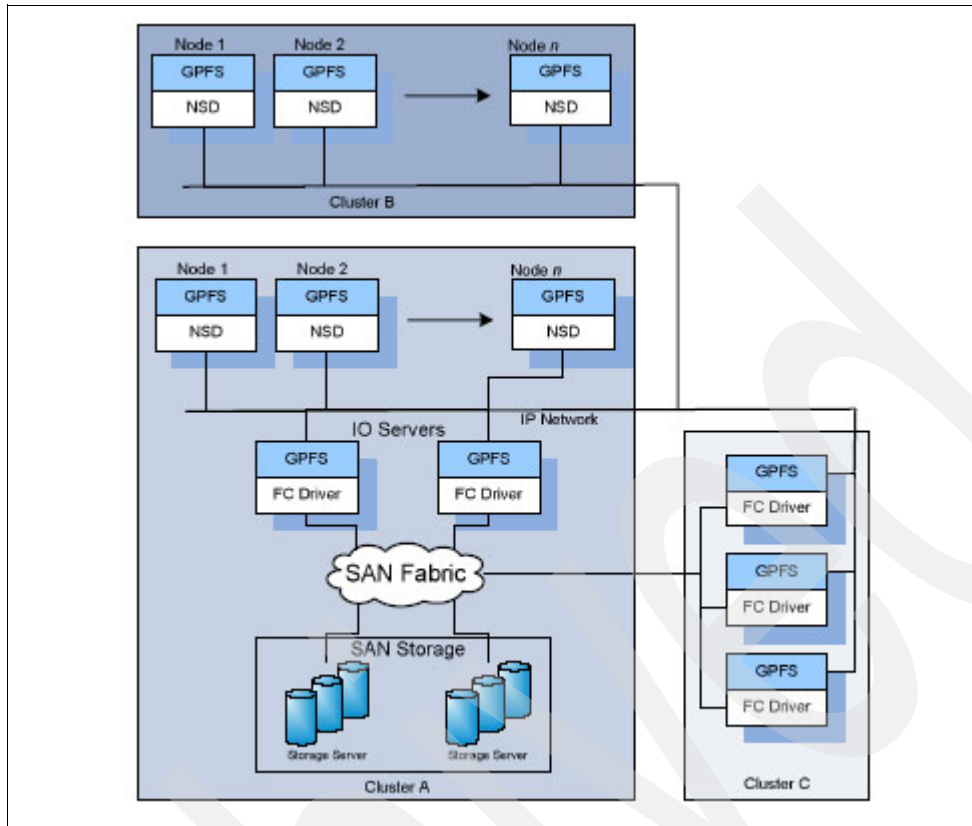 Node 1 Node 2 Node n
GPFS GPFS GPFS
NSD NSD NSD
Cluster B
Node 1 Node 2 Node n
GPFS GPFS GPFS
NSD NSD NSD
IP Network
IO Servers
GPFS GPFS
FC Driver FC Driver
SAN Fabric
SAN Storage
Storage Server Storage Server
Cluster A
GPFS
FC Driver
GPFS
FC Driver
GPFS
FC Driver
Cluster C